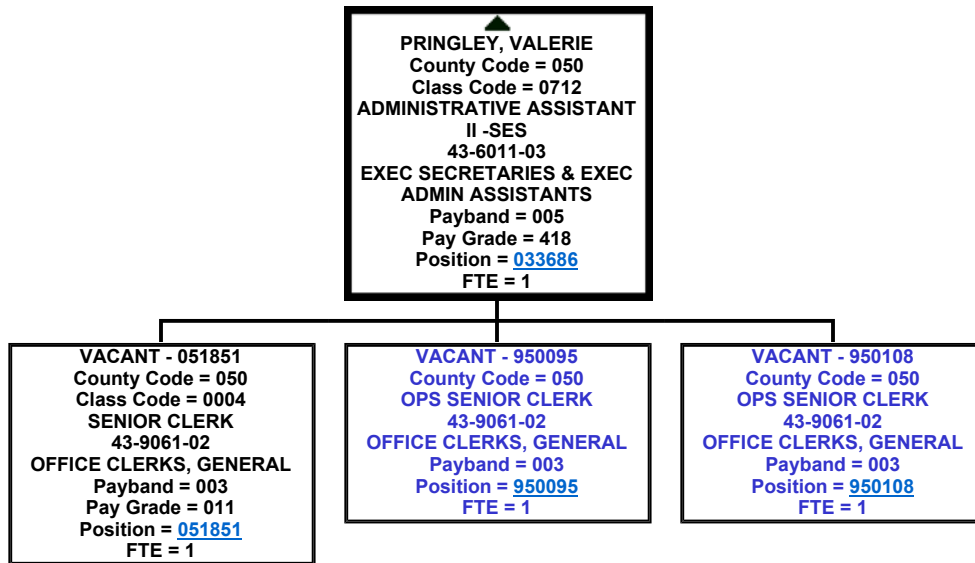 PRINGLEY, VALERIE
County Code = 050
Class Code = 0712
ADMINISTRATIVE ASSISTANT
II -SES
43-6011-03
EXEC SECRETARIES & EXEC
ADMIN ASSISTANTS
Payband = 005
Pay Grade = 418
Position = 033686
FTE = 1
VACANT - 051851
County Code = 050
Class Code = 0004
SENIOR CLERK
43-9061-02
OFFICE CLERKS, GENERAL
Payband = 003
Pay Grade = 011
Position = 051851
FTE = 1
VACANT - 950095
County Code = 050
OPS SENIOR CLERK
43-9061-02
OFFICE CLERKS, GENERAL
Payband = 003
Position = 950095
FTE = 1
VACANT - 950108
County Code = 050
OPS SENIOR CLERK
43-9061-02
OFFICE CLERKS, GENERAL
Payband = 003
Position = 950108
FTE = 1